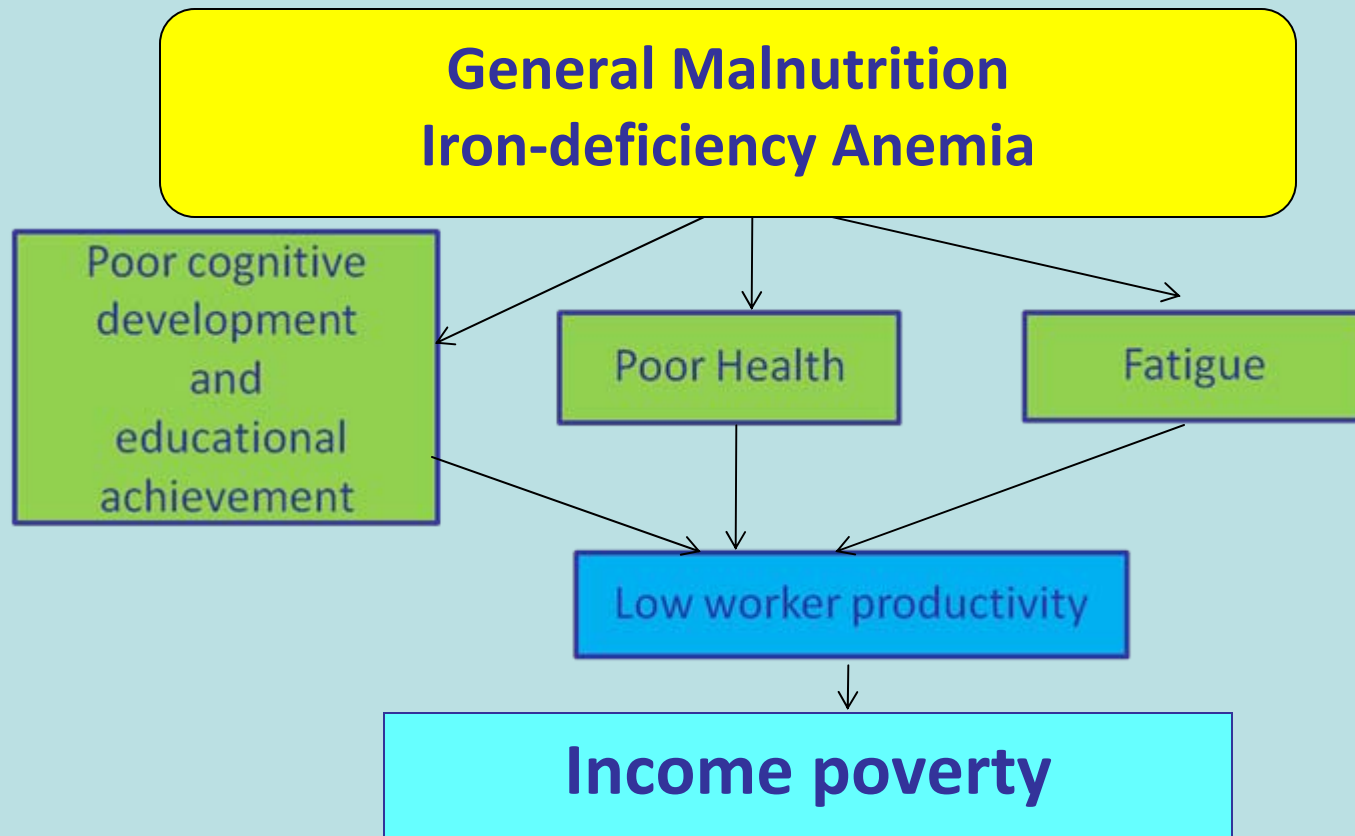 General Malnutrition
Iron-deficiency Anemia
Poor cognitive
development
and
educational
achievement
Poor Health
Fatigue
Low worker productivity
Income poverty